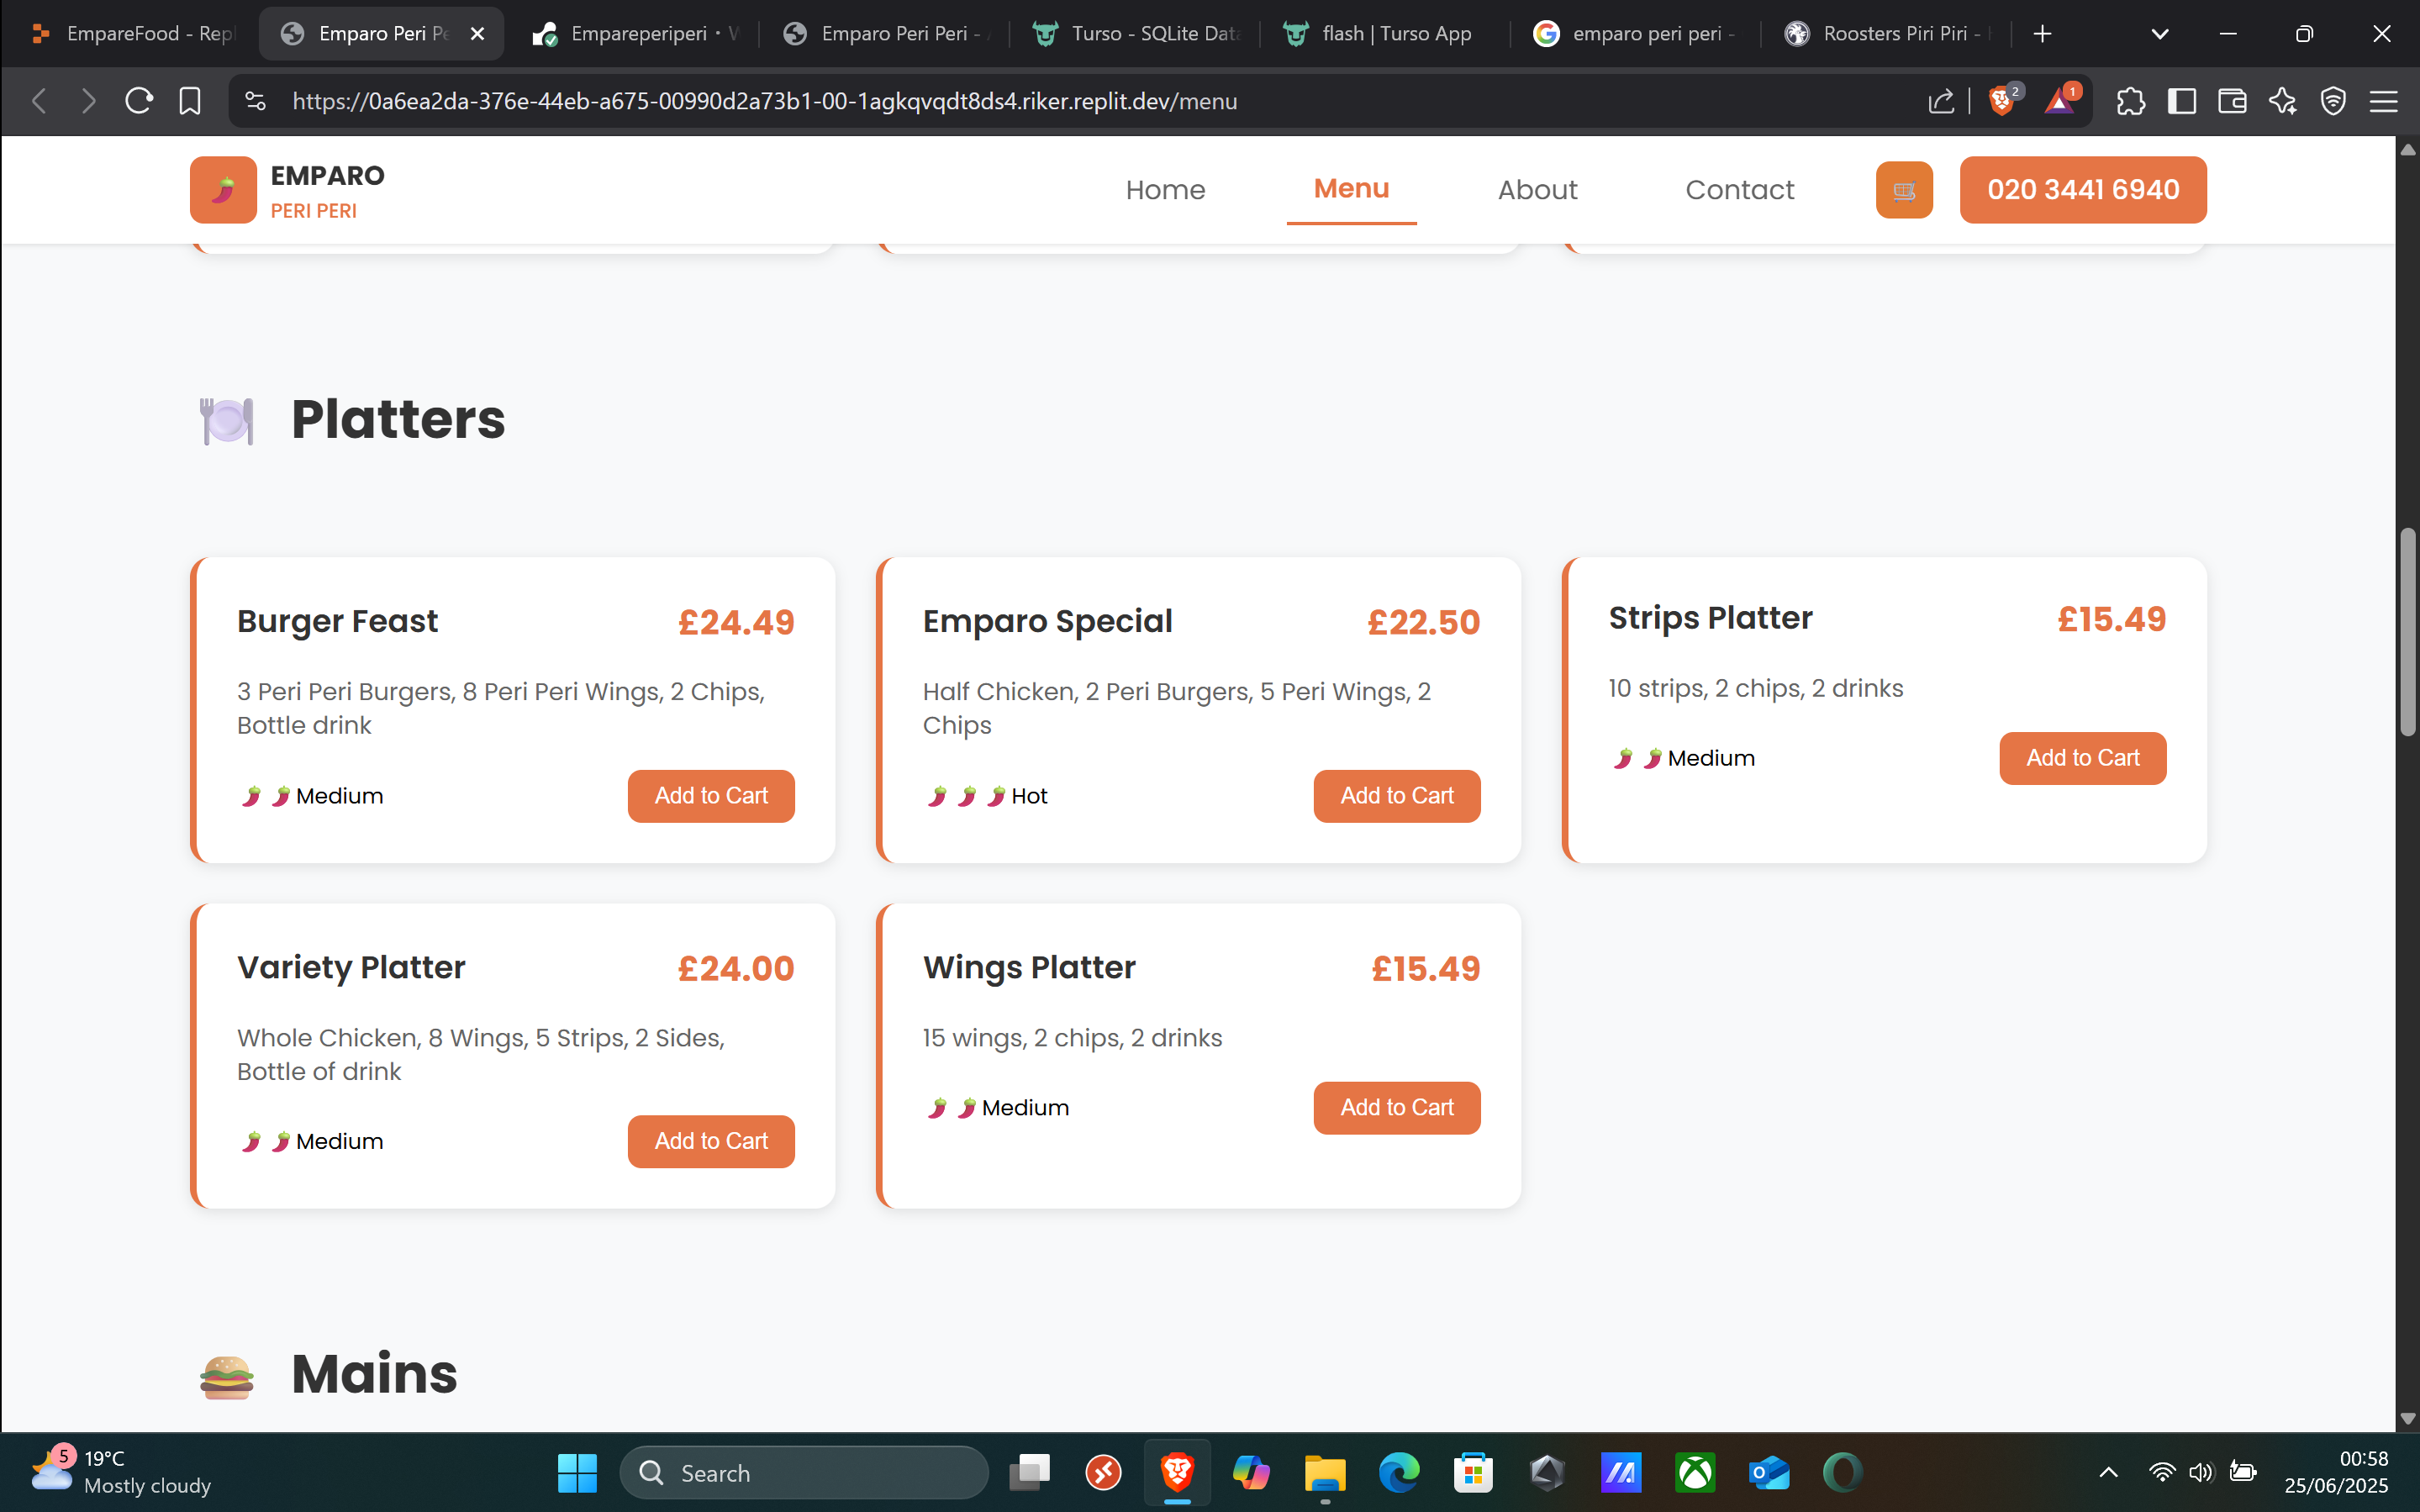 EmpareFood - Rep
Emparo Peri Pe
Empareperiperi
Emparo Peri Peri -
Turso - SQLite Data
flash | Turso App
emparo peri peri -
Roosters Piri Piri -
https://0a6ea2da-376e-44eb-a675-00990d2a73b1-00-1agkqvqdt8ds4.riker.replit.dev/menu
2
1
EMPARO
PERI PERI
Home
Menu
About
Contact
020 3441 6940
Platters
Burger Feast
£24.49
3 Peri Peri Burgers, 8 Peri Peri Wings, 2 Chips,
Bottle drink
Medium
Add to Cart
Emparo Special
£22.50
Half Chicken, 2 Peri Burgers, 5 Peri Wings, 2
Chips
Hot
Add to Cart
Strips Platter
£15.49
10 strips, 2 chips, 2 drinks
Medium
Add to Cart
Variety Platter
£24.00
Whole Chicken, 8 Wings, 5 Strips, 2 Sides,
Bottle of drink
Medium
Add to Cart
Wings Platter
£15.49
15 wings, 2 chips, 2 drinks
Medium
Add to Cart
Mains
5
19°C
Mostly cloudy
Search
00:58
25/06/2025